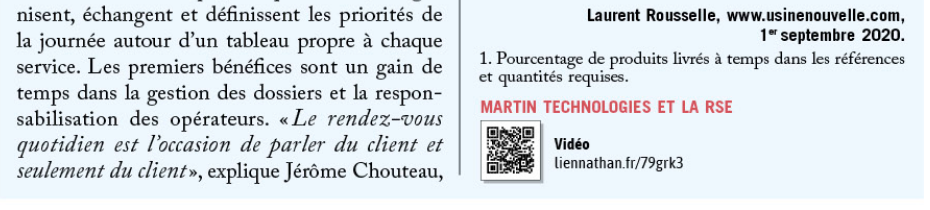 nisent, échangent et définissent les priorités de
la journée autour d'un tableau propre à chaque
service. Les premiers bénéfices sont un gain de
temps dans la gestion des dossiers et la respon-
sabilisation des opérateurs. «Le rendez-vous
quotidien est l'occasion de parler du client et
seulement du client», explique Jérôme Chouteau,
Laurent Rousselle, www.usinenouvelle.com,
1er septembre 2020.
1. Pourcentage de produits livrés à temps dans les références
et quantités requises.
MARTIN TECHNOLOGIES ET LA RSE
Vidéo
liennathan.fr/79grk3